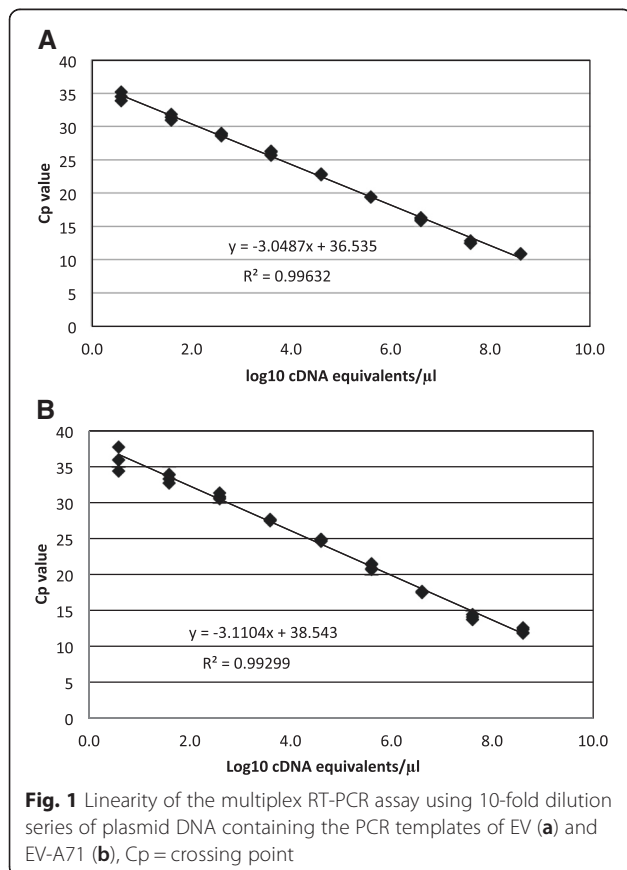 A
40
35
30
25
20
15
10
5
0
Cp value
y = -3.0487x + 36.535
R² = 0.99632
0.0 2.0 4.0 6.0 8.0 10.0
log10 cDNA equivalents/µl
B
40
35
30
25
20
15
10
5
0
Cp value
y = -3.1104x + 38.543
R² = 0.99299
0.0 2.0 4.0 6.0 8.0 10.0
Log10 cDNA equivalents/µl
Fig. 1 Linearity of the multiplex RT-PCR assay using 10-fold dilution
series of plasmid DNA containing the PCR templates of EV (a) and
EV-A71 (b), Cp = crossing point